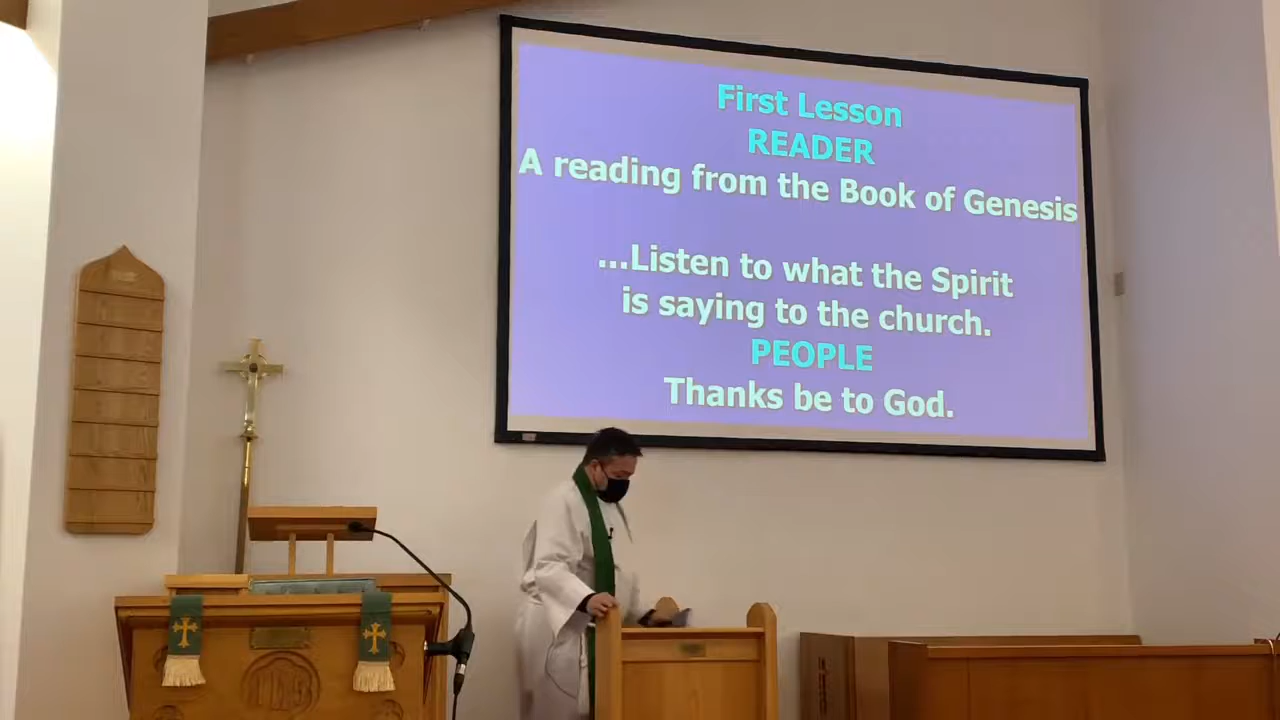 First Lesson
READER
A reading from the Book of Genesis
...Listen to what the Spirit
is saying to the church.
PEOPLE
Thanks be to God.
IHS